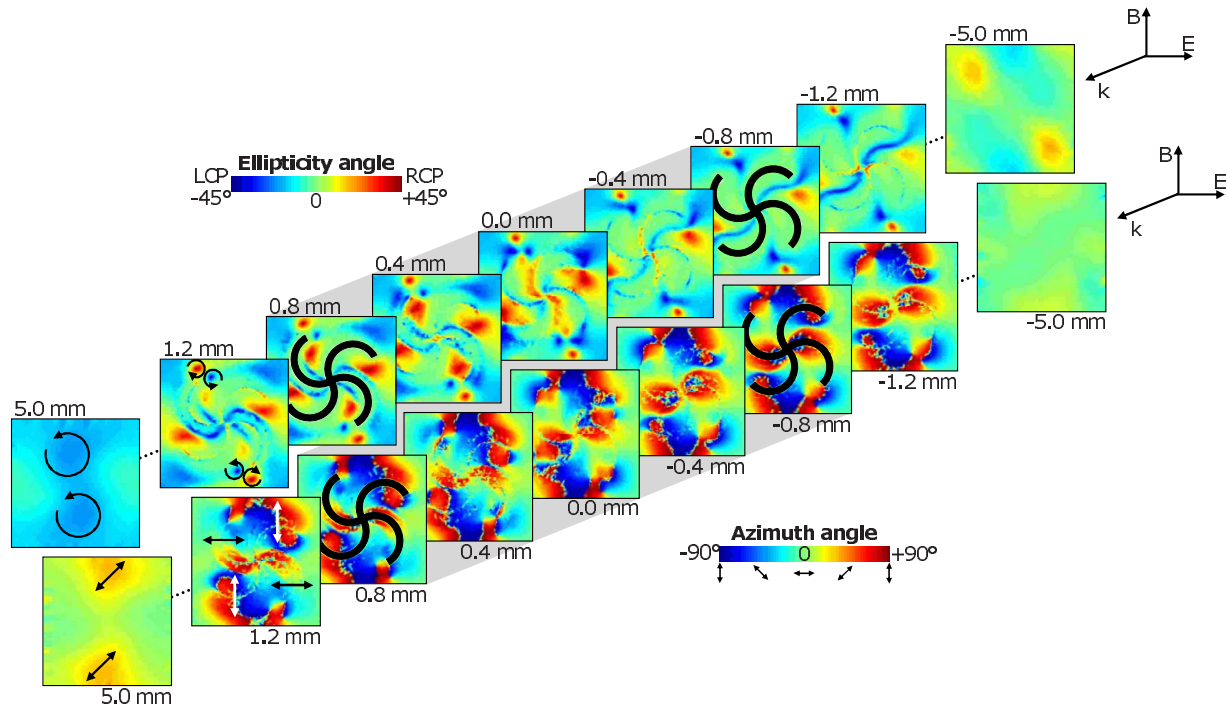 B
E
k
-5.0 mm
-1.2 mm
-0.8 mm
-0.4 mm
0.0 mm
0.4 mm
0.8 mm
1.2 mm
5.0 mm
Ellipticity angle
LCP RCP
-45° 0 +45°
B
E
k
-5.0 mm
-1.2 mm
-0.8 mm
-0.4 mm
0.0 mm
0.4 mm
0.8 mm
1.2 mm
5.0 mm
Azimuth angle
-90° 0 +90°